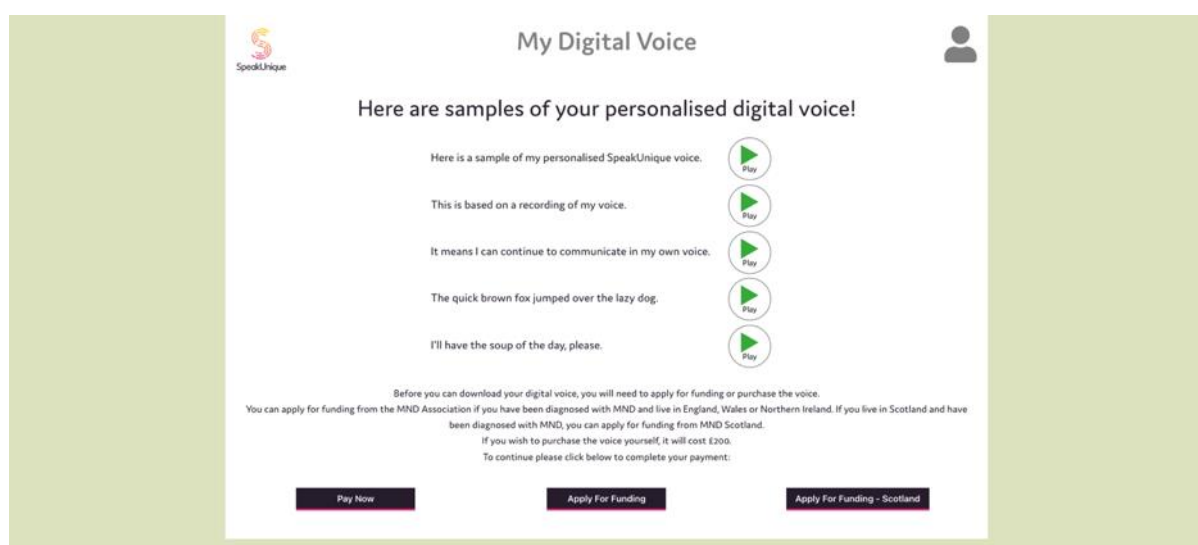 SpeakUnique
My Digital Voice
Here are samples of your personalised digital voice!
Here is a sample of my personalised SpeakUnique voice.
Play
This is based on a recording of my voice.
Play
It means I can continue to communicate in my own voice.
Play
The quick brown fox jumped over the lazy dog.
Play
I'll have the soup of the day, please.
Play
Before you can download your digital voice, you will need to apply for funding or purchase the voice.
You can apply for funding from the MND Association if you have been diagnosed with MND and live in England, Wales or Northern Ireland. If you live in Scotland and have
been diagnosed with MND, you can apply for funding from MND Scotland.
If you wish to purchase the voice yourself, it will cost £200.
To continue please click below to complete your payment:
Pay Now
Apply For Funding
Apply For Funding - Scotland